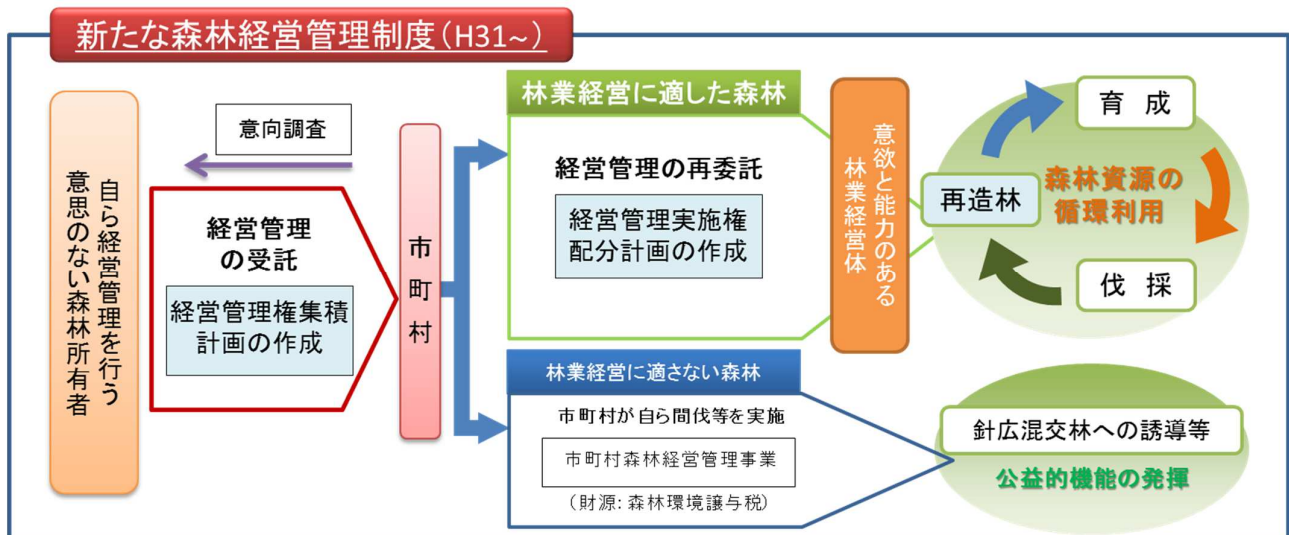 新たな森林経営管理制度(H31~)
自ら経営管理を行う
意思のない森林所有者
意向調査
経営管理
の受託
経営管理権集積
計画の作成
市町村
林業経営に適した森林
経営管理の再委託
経営管理実施権
配分計画の作成
意欲と能力のある
林業経営体
育 成
再造林
森林資源の
循環利用
伐 採
林業経営に適さない森林
市町村が自ら間伐等を実施
市町村森林経営管理事業
(財源:森林環境譲与税)
針広混交林への誘導等
公益的機能の発揮